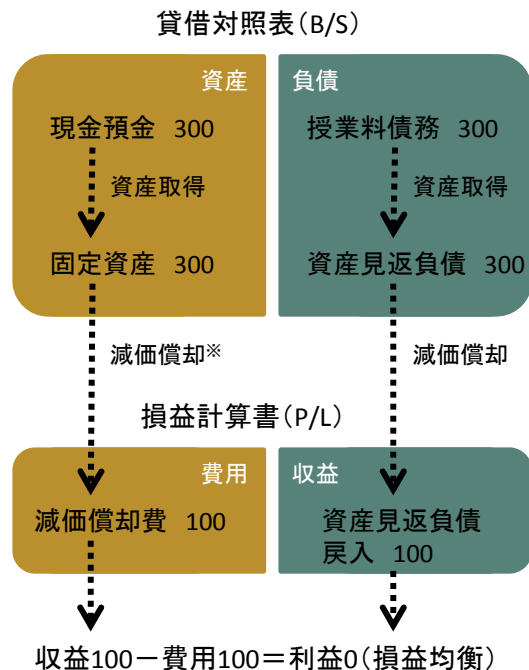 貸借対照表(B/S)
資産 負債
現金預金 300 授業料債務 300
資産取得 資産取得
固定資産 300 資産見返負債 300
減価償却※ 減価償却
損益計算書(P/L)
費用 収益
減価償却費 100 資産見返負債
戻入 100
収益100－費用100＝利益0(損益均衡)